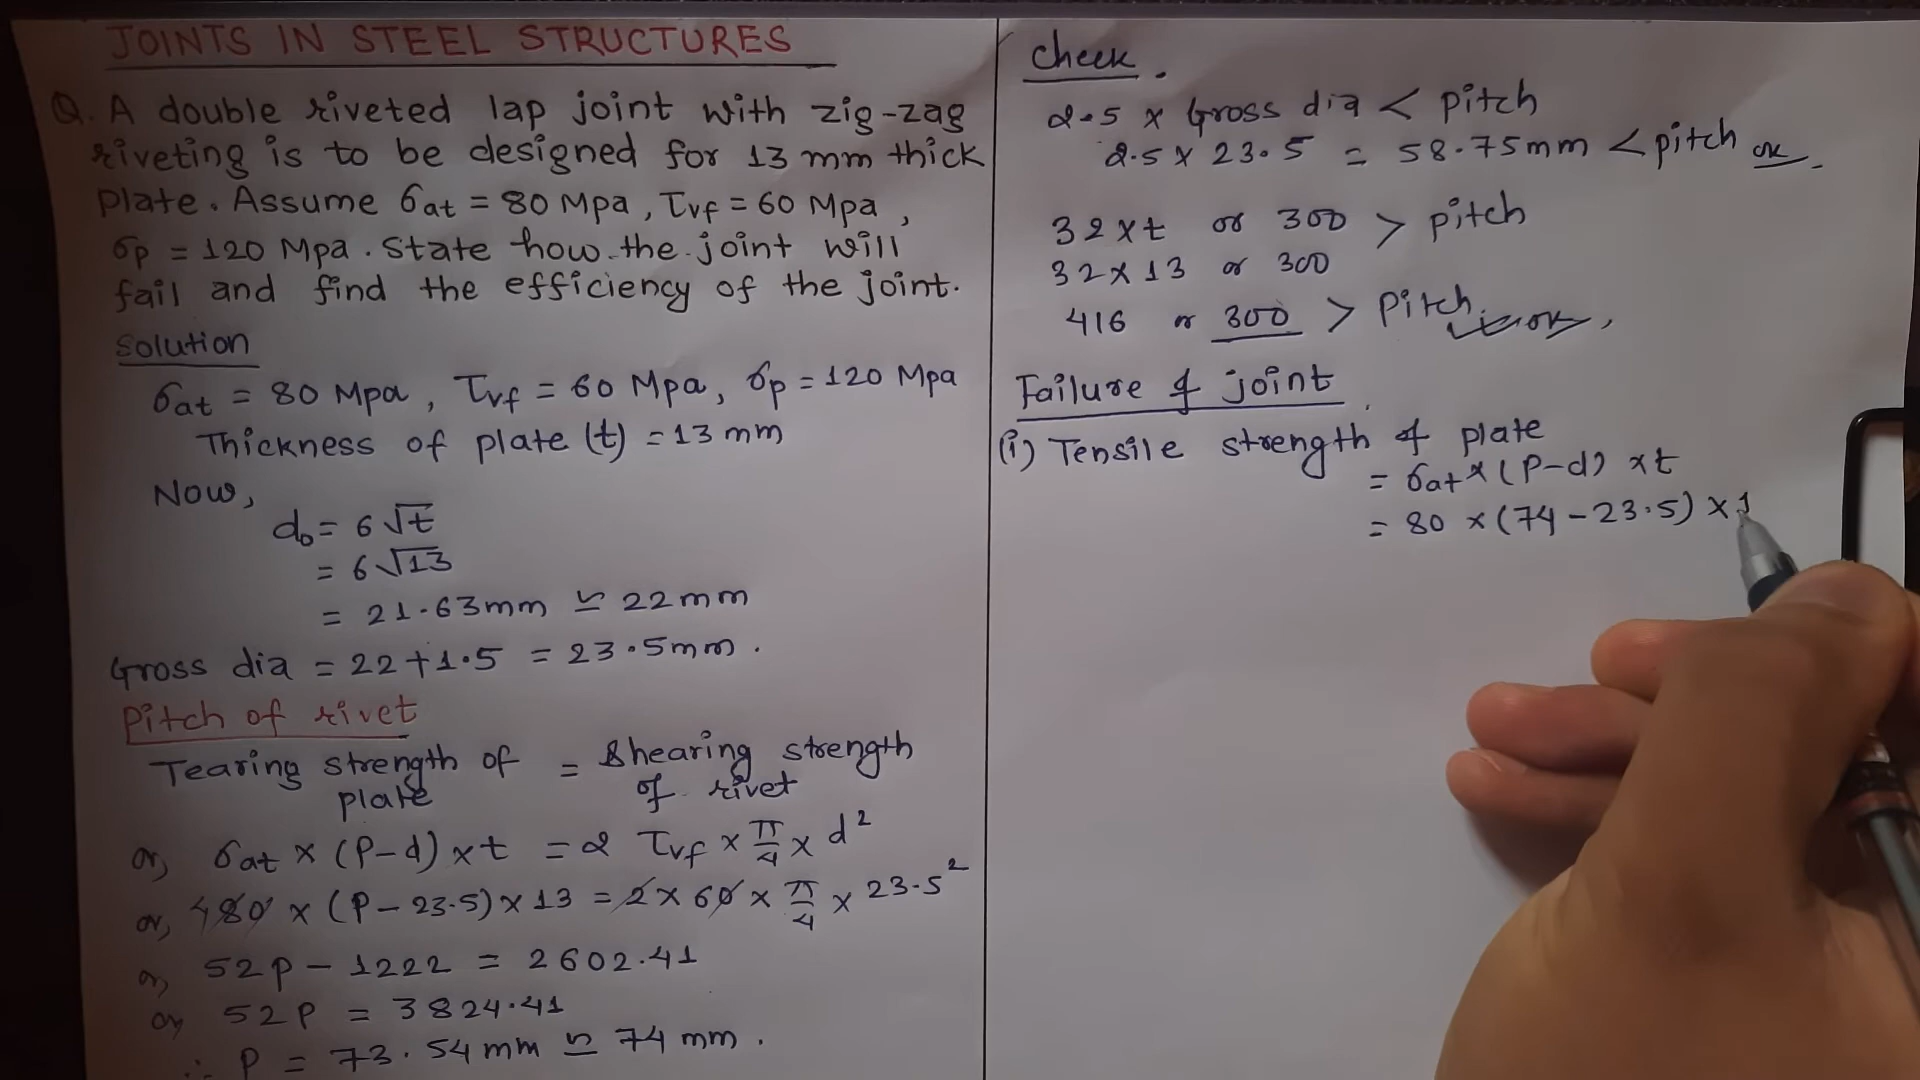 JOINTS IN STEEL STRUCTURES
Q. A double riveted lap joint with zig-zag
riveting is to be designed for 13 mm thick
plate. Assume σat = 80 Mpa, τvf = 60 Mpa,
σp = 120 Mpa. State how the joint will
fail and find the efficiency of the joint.
Solution
σat = 80 Mpa, τvf = 60 Mpa, σp = 120 Mpa
Thickness of plate (t) = 13 mm
Now,
do = 6√t
= 6√13
= 21.63mm ≃ 22mm
Gross dia = 22+1.5 = 23.5mm.
Pitch of rivet
Tearing strength of plate = Shearing strength of rivet
or, σat × (P-d) × t = 2 τvf × π/4 × d²
or, 480 × (P-23.5) × 13 = 2 × 60 × π/4 × 23.5²
or, 52p - 1222 = 2602.41
or, 52P = 3824.41
∴ P = 73.54mm ≃ 74 mm.
Check.
2.5 × Gross dia < pitch
2.5 × 23.5 = 58.75mm < pitch ok.
32×t or 300 > pitch
32×13 or 300
416 or 300 > Pitch. ok,
Failure of joint
(i) Tensile strength of plate
= σat × (P-d) × t
= 80 × (74-23.5) × 1